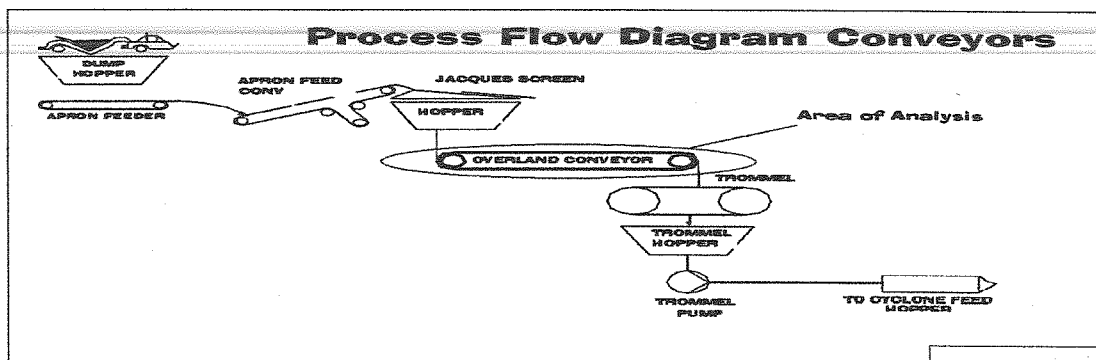 Process Flow Diagram Conveyors
DUMP
HOPPER
APRON FEED
CONV
JACQUES SCREEN
APRON FEEDER
HOPPER
Area of Analysis
OVERLAND CONVEYOR
TROMMEL
TROMMEL
HOPPER
TROMMEL
PUMP
TO CYCLONE FEED
HOPPER